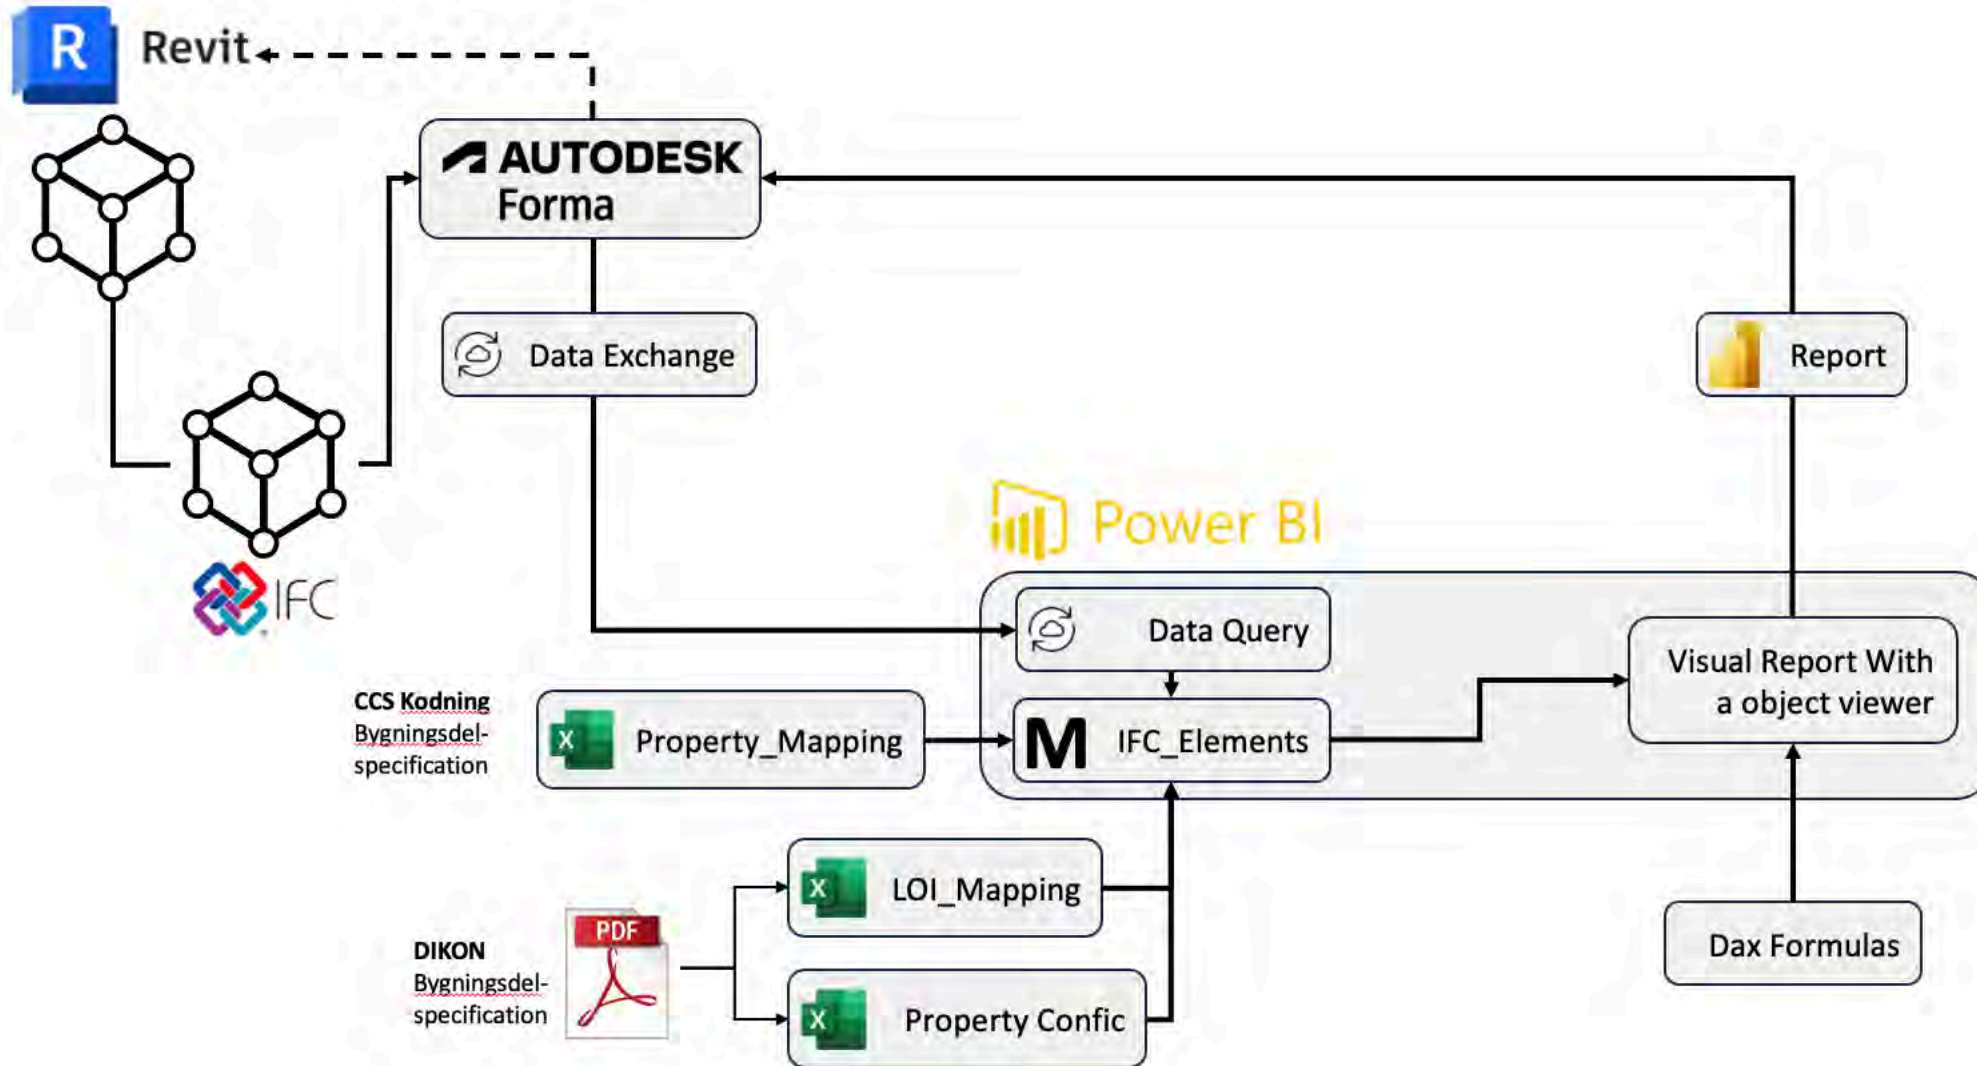 R Revit
AUTODESK
Forma
Data Exchange
Report
Power BI
IFC
Data Query
Visual Report With
a object viewer
CCS Kodning
Bygningsdel-
specification
X Property_Mapping
M IFC_Elements
X LOI_Mapping
PDF
DIKON
Bygningsdel-
specification
Dax Formulas
X Property Confic